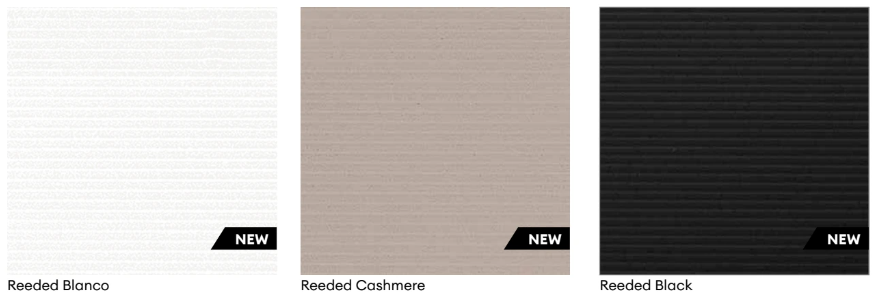 NEW
NEW
NEW
Reeded Blanco
Reeded Cashmere
Reeded Black